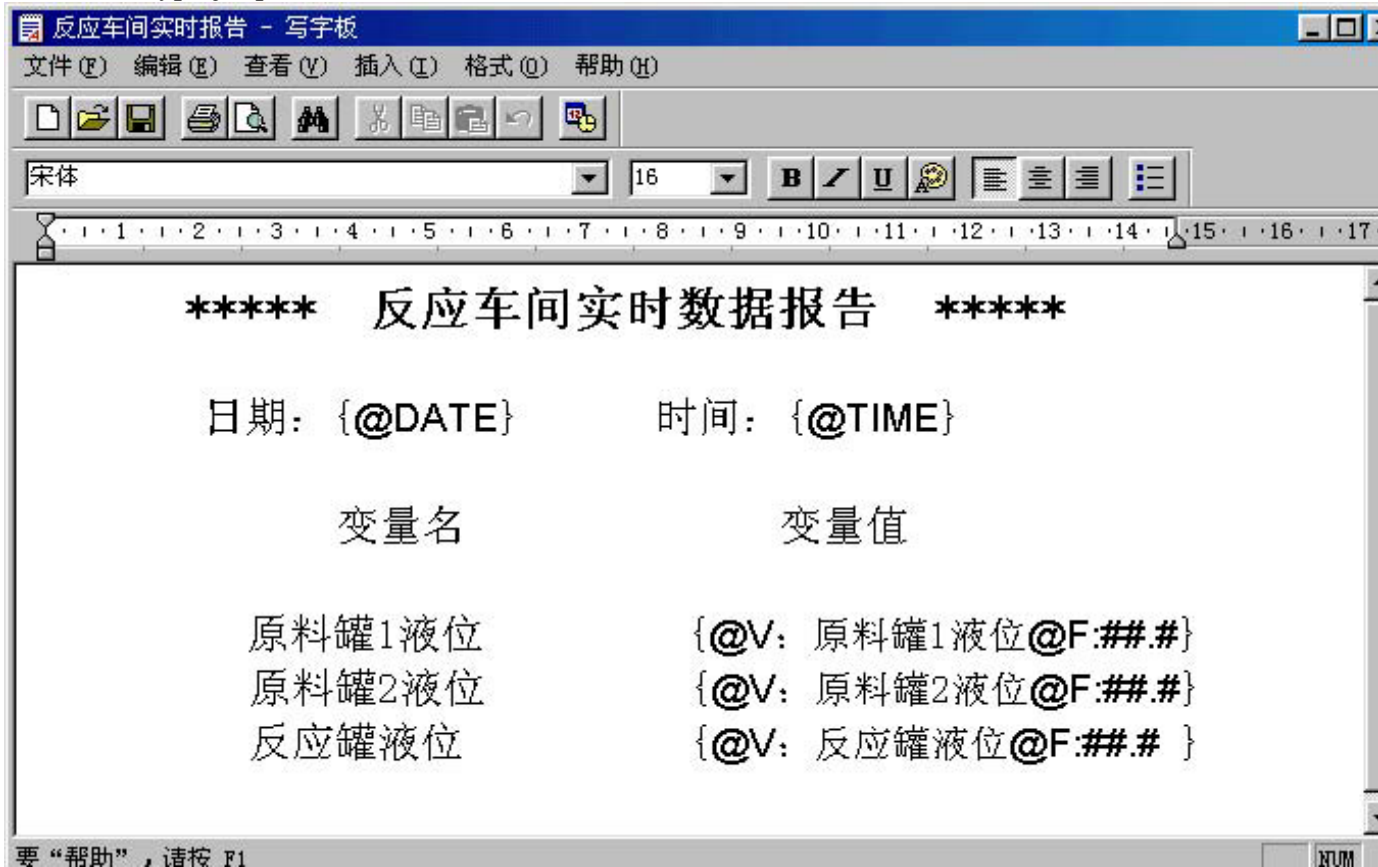 反应车间实时报告 - 写字板
文件(F) 编辑(E) 查看(V) 插入(I) 格式(O) 帮助(H)
宋体 16 B I U
1 2 3 4 5 6 7 8 9 10 11 12 13 14 15 16 17
***** 反应车间实时数据报告 *****
日期：{@DATE} 时间：{@TIME}
变量名 变量值
原料罐1液位 {@V：原料罐1液位@F:##.#}
原料罐2液位 {@V：原料罐2液位@F:##.#}
反应罐液位 {@V：反应罐液位@F:##.# }
要“帮助”，请按 F1 NUM